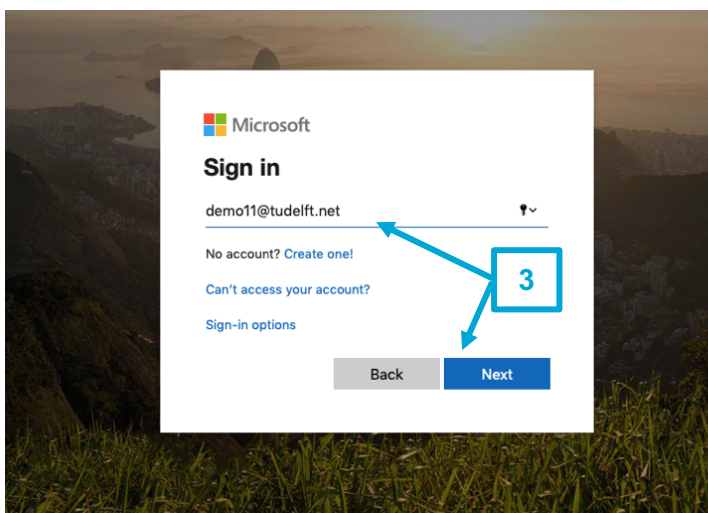 Microsoft
Sign in
demo11@tudelft.net
No account? Create one!
Can't access your account?
3
Sign-in options
Back Next